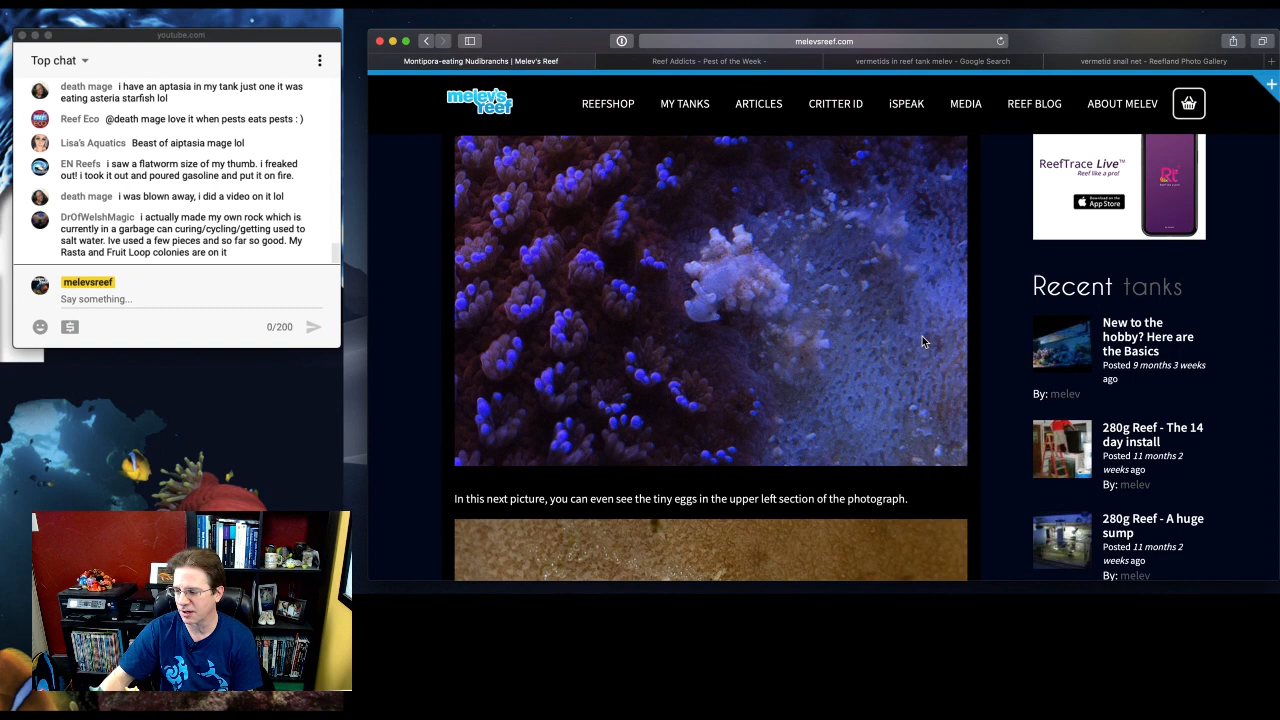 youtube.com
Top chat
death mage i have an aptasia in my tank just one it was
eating asteria starfish lol
Reef Eco @death mage love it when pests eats pests : )
Lisa's Aquatics Beast of aiptasia mage lol
EN Reefs i saw a flatworm size of my thumb. i freaked
out! i took it out and poured gasoline and put it on fire.
death mage i was blown away, i did a video on it lol
DrOfWelshMagic i actually made my own rock which is
currently in a garbage can curing/cycling/getting used to
salt water. Ive used a few pieces and so far so good. My
Rasta and Fruit Loop colonies are on it
melevsreef
Say something...
0/200
melevsreef.com
Montipora-eating Nudibranchs | Melev's Reef
Reef Addicts - Pest of the Week -
vermetids in reef tank melev - Google Search
vermetid snail net - Reefland Photo Gallery
melev's
reef
REEFSHOP
MY TANKS
ARTICLES
CRITTER ID
iSPEAK
MEDIA
REEF BLOG
ABOUT MELEV
ReefTrace Live™
Reef like a pro!
App Store
Recent tanks
New to the
hobby? Here are
the Basics
Posted 9 months 3 weeks
ago
By: melev
280g Reef - The 14
day install
Posted 11 months 2
weeks ago
By: melev
280g Reef - A huge
sump
Posted 11 months 2
weeks ago
By: melev
In this next picture, you can even see the tiny eggs in the upper left section of the photograph.